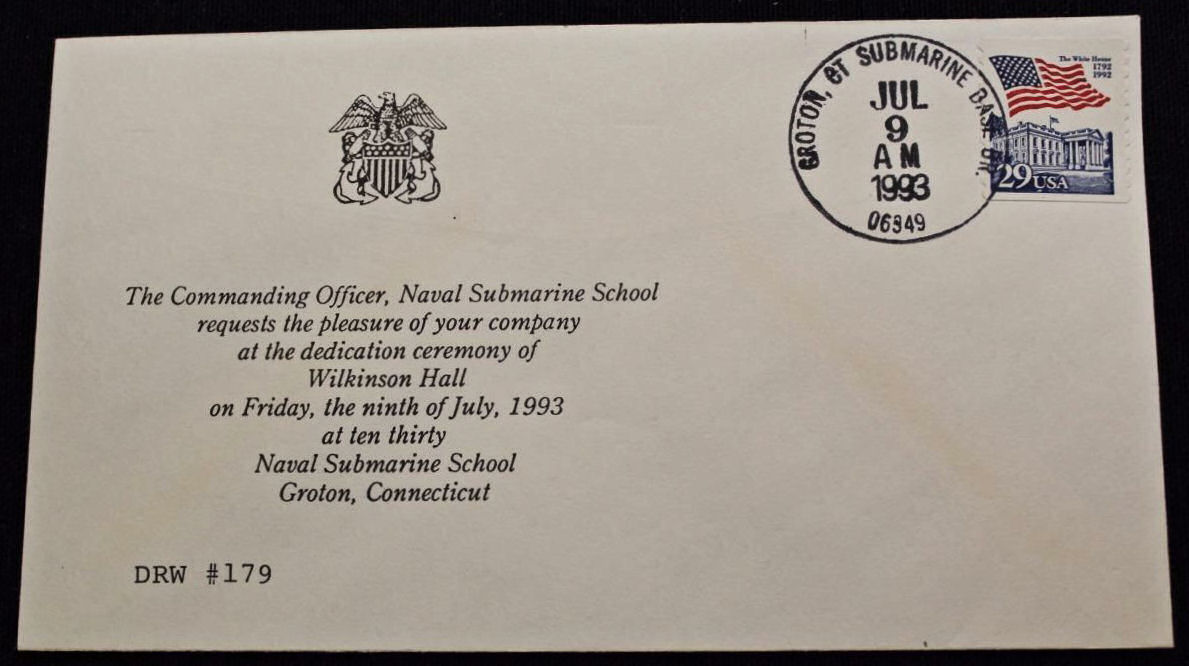 GROTON, CT SUBMARINE BASE BR.
JUL
9
AM
1993
06349
The White House
1792
1992
29 USA
The Commanding Officer, Naval Submarine School
requests the pleasure of your company
at the dedication ceremony of
Wilkinson Hall
on Friday, the ninth of July, 1993
at ten thirty
Naval Submarine School
Groton, Connecticut
DRW #179